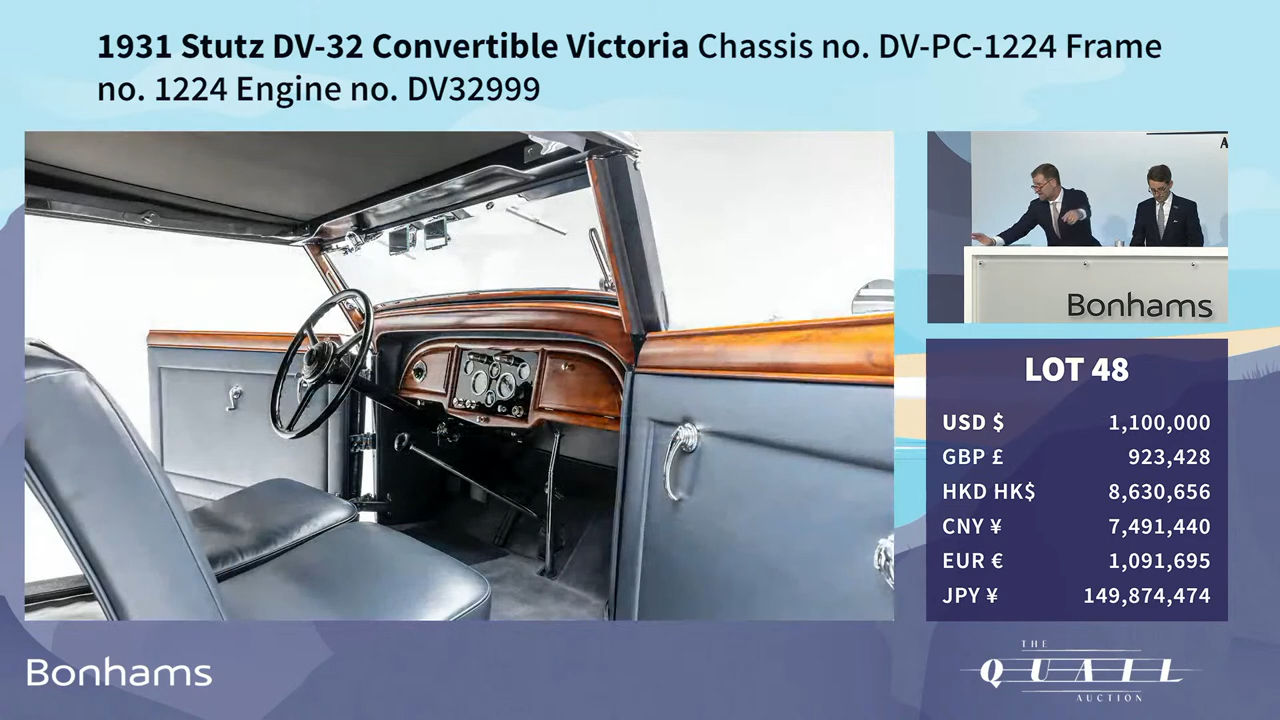 1931 Stutz DV-32 Convertible Victoria Chassis no. DV-PC-1224 Frame
no. 1224 Engine no. DV32999
A
Bonhams
LOT 48
USD $ 1,100,000
GBP £ 923,428
HKD HK$ 8,630,656
CNY ¥ 7,491,440
EUR € 1,091,695
JPY ¥ 149,874,474
Bonhams
THE
QUAIL
AUCTION